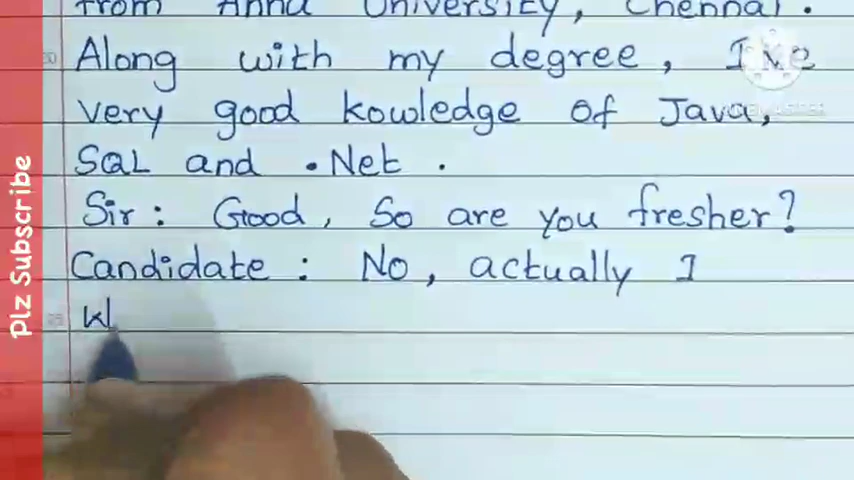 from Anna University, Chennai.
Along with my degree, I've
very good kowledge of Java,
SQL and .Net .
Sir: Good, So are you fresher?
Candidate : No, actually I
Plz Subscribe